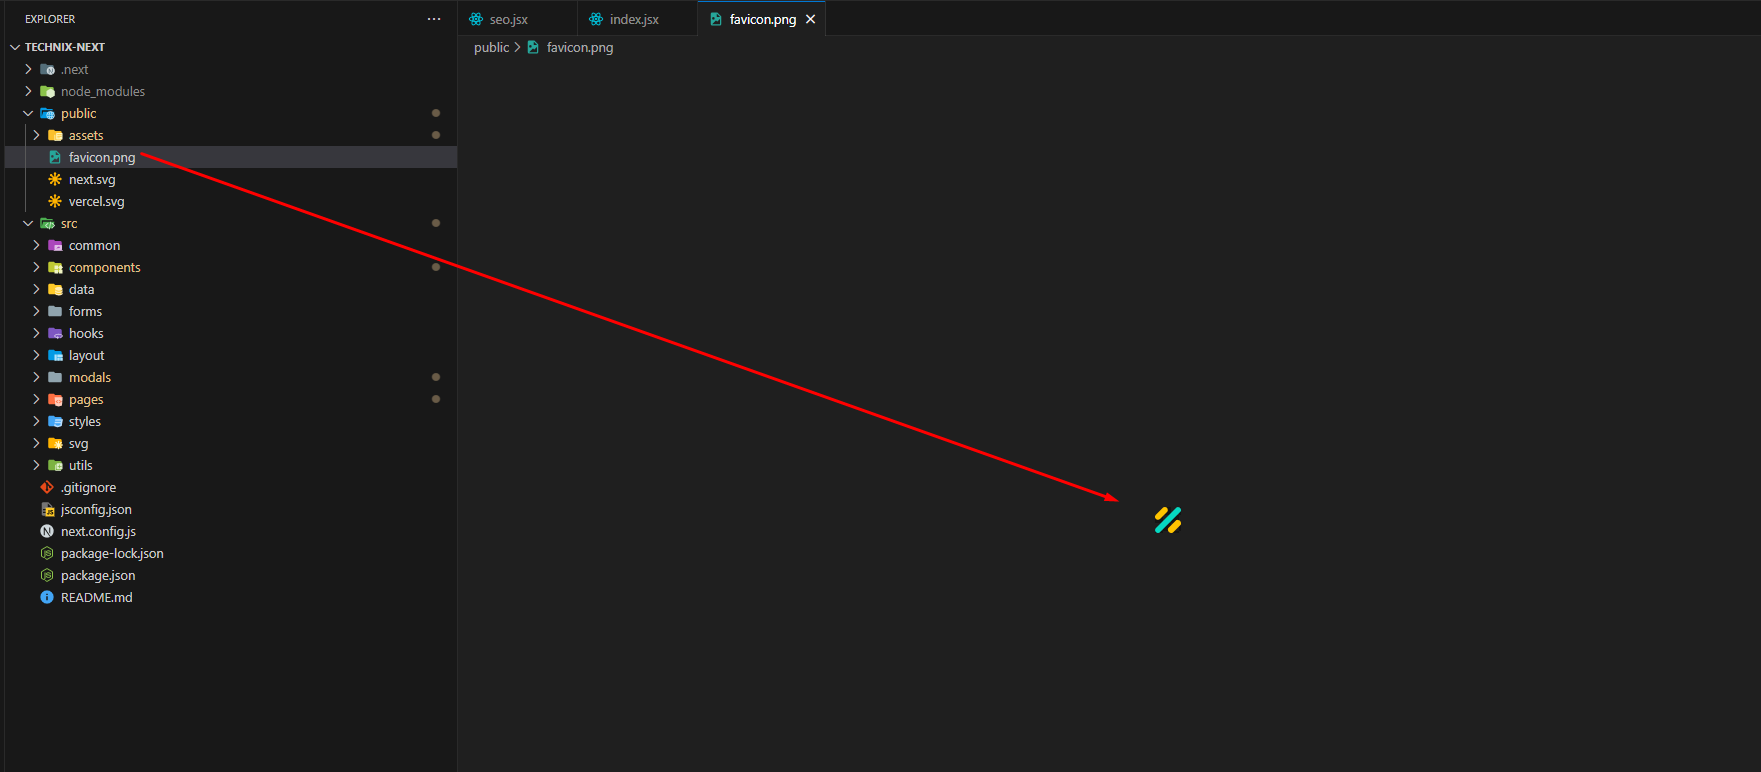 EXPLORER
TECHNIX-NEXT
.next
node_modules
public
assets
favicon.png
next.svg
vercel.svg
src
common
components
data
forms
hooks
layout
modals
pages
styles
svg
utils
.gitignore
jsconfig.json
next.config.js
package-lock.json
package.json
README.md
seo.jsx
index.jsx
favicon.png
public > favicon.png